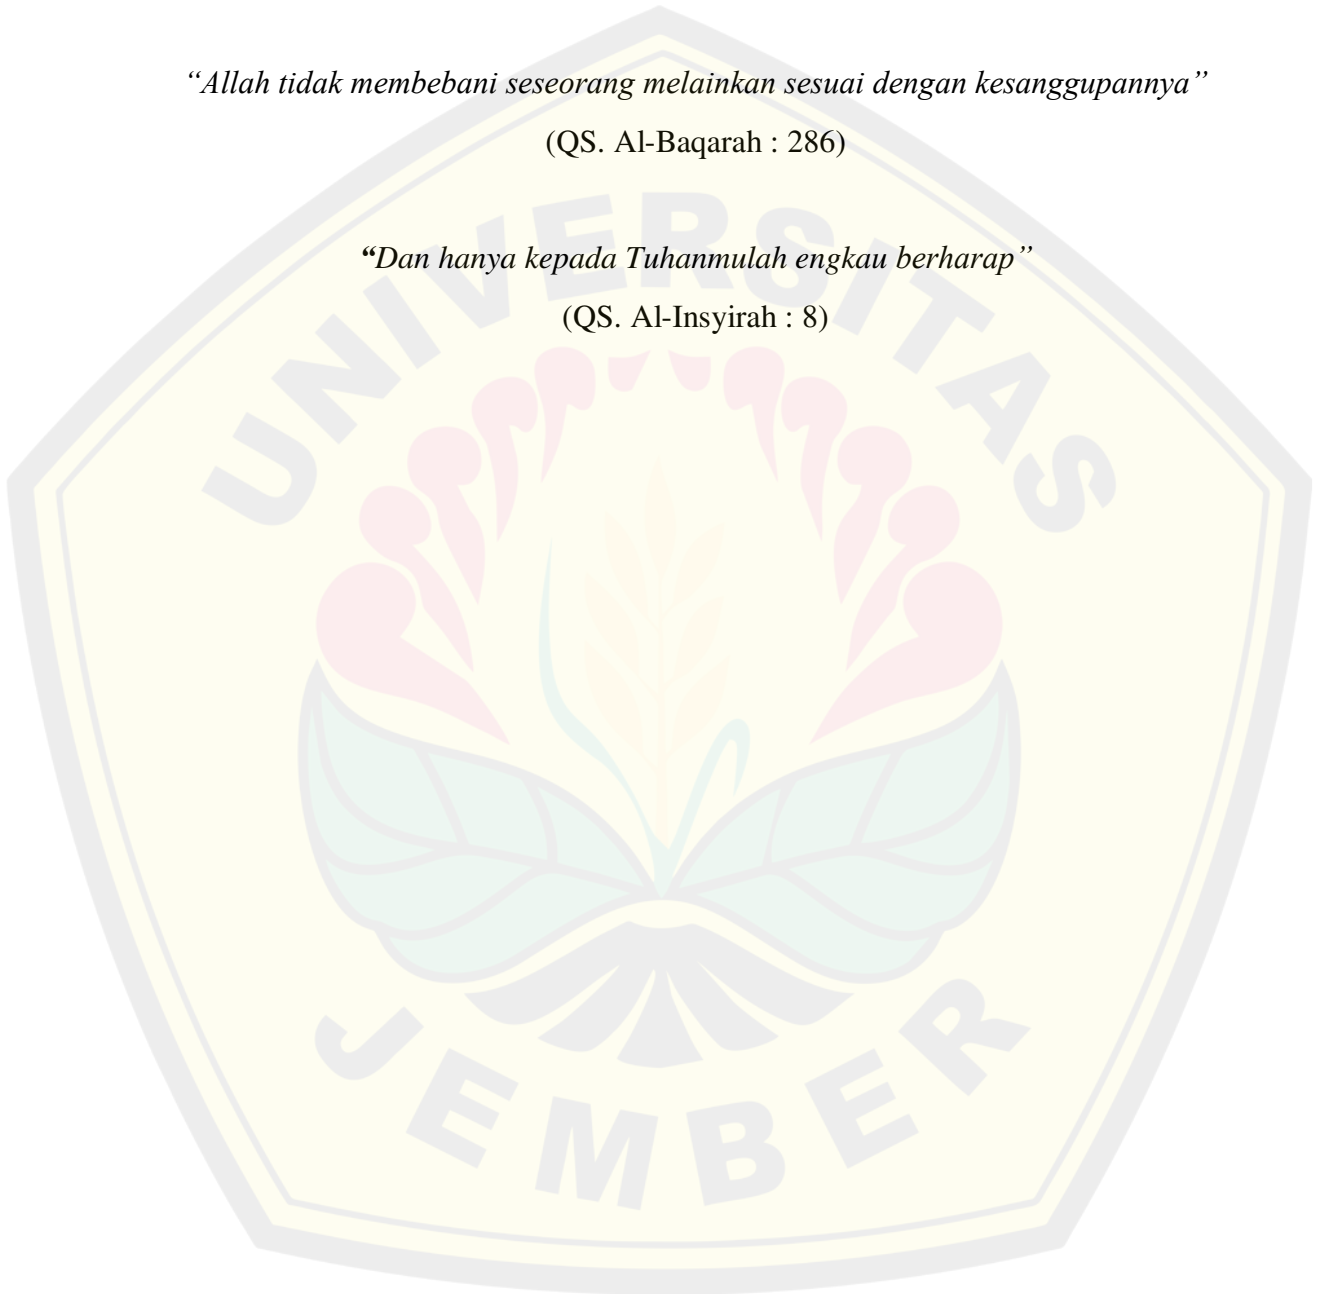 “Allah tidak membebani seseorang melainkan sesuai dengan kesanggupannya”
(QS. Al-Baqarah : 286)
“Dan hanya kepada Tuhanmulah engkau berharap”
(QS. Al-Insyirah : 8)
UNIVERSITAS
JEMBER